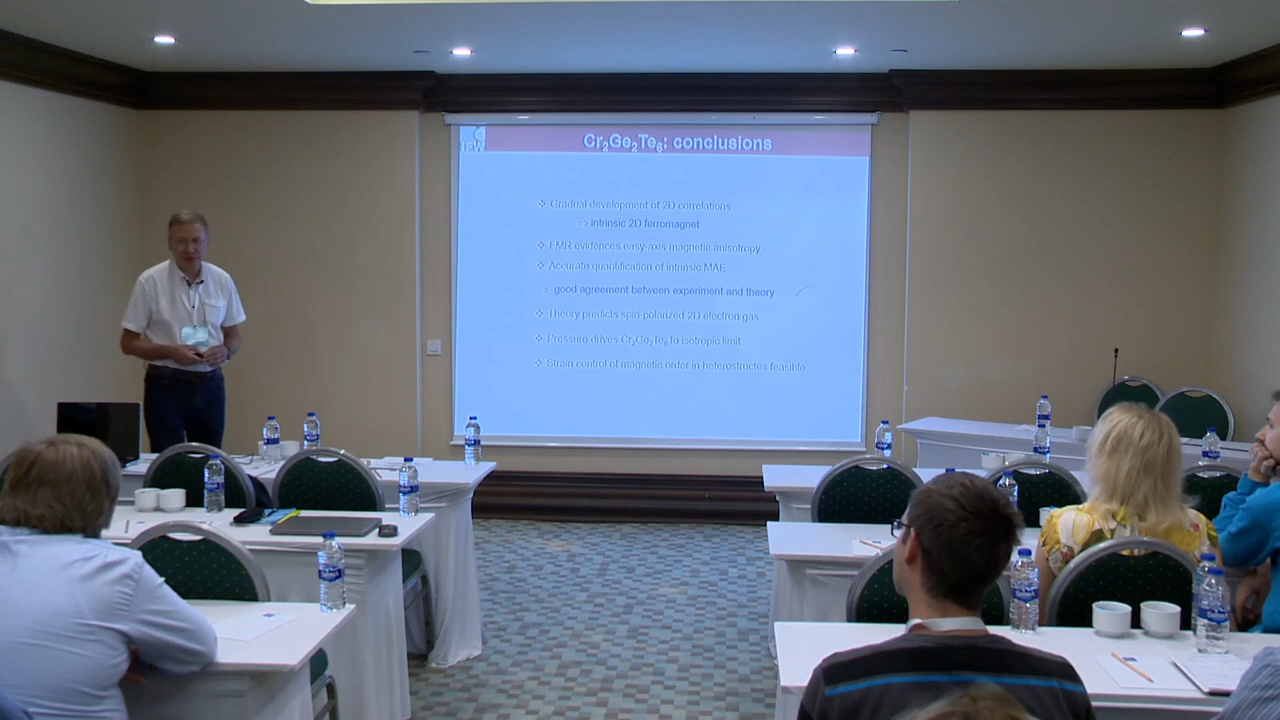 IFW
Cr₂Ge₂Te₆: conclusions
❖ Gradual development of 2D correlations
⇒ intrinsic 2D ferromagnet
❖ FMR evidences easy-axis magnetic anisotropy
❖ Accurate quantification of intrinsic MAE
⇒ good agreement between experiment and theory
❖ Theory predicts spin-polarized 2D electron gas
❖ Pressure drives Cr₂Ge₂Te₆ to isotropic limit
❖ Strain control of magnetic order in heterostructes feasible